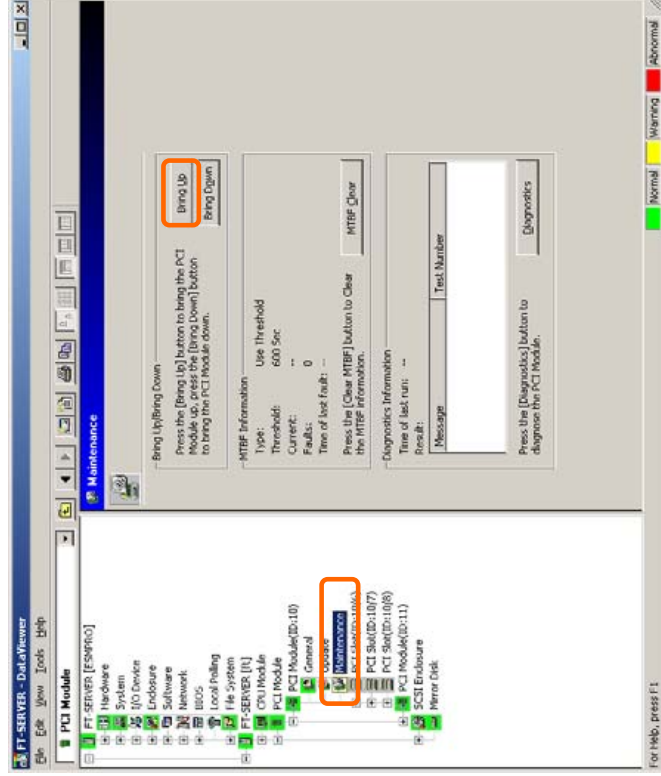 FT-SERVER - DataViewer
File Edit View Tools Help
PCI Module
FT-SERVER [ESMPRO]
Hardware
System
I/O Device
Enclosure
Software
Network
BIOS
Local Polling
File System
FT-SERVER [ft]
CPU Module
PCI Module
PCI Module(ID:10)
General
Update
Maintenance
PCI Slot(ID:10/6)
PCI Slot(ID:10/7)
PCI Slot(ID:10/8)
PCI Module(ID:11)
SCSI Enclosure
Mirror Disk
Maintenance
Bring Up/Bring Down
Press the [Bring Up] button to bring the PCI
Module up, press the [Bring Down] button
to bring the PCI Module down.
Bring Up
Bring Down
MTBF Information
Type: Use Threshold
Threshold: 600 Sec
Current: --
Faults: 0
Time of last fault: --
Press the [Clear MTBF] button to Clear
the MTBF information.
MTBF Clear
Diagnostics Information
Time of last run: --
Result:
Message Test Number
Press the [Diagnostics] button to
diagnose the PCI Module.
Diagnostics
For Help, press F1
Normal Warning Abnormal